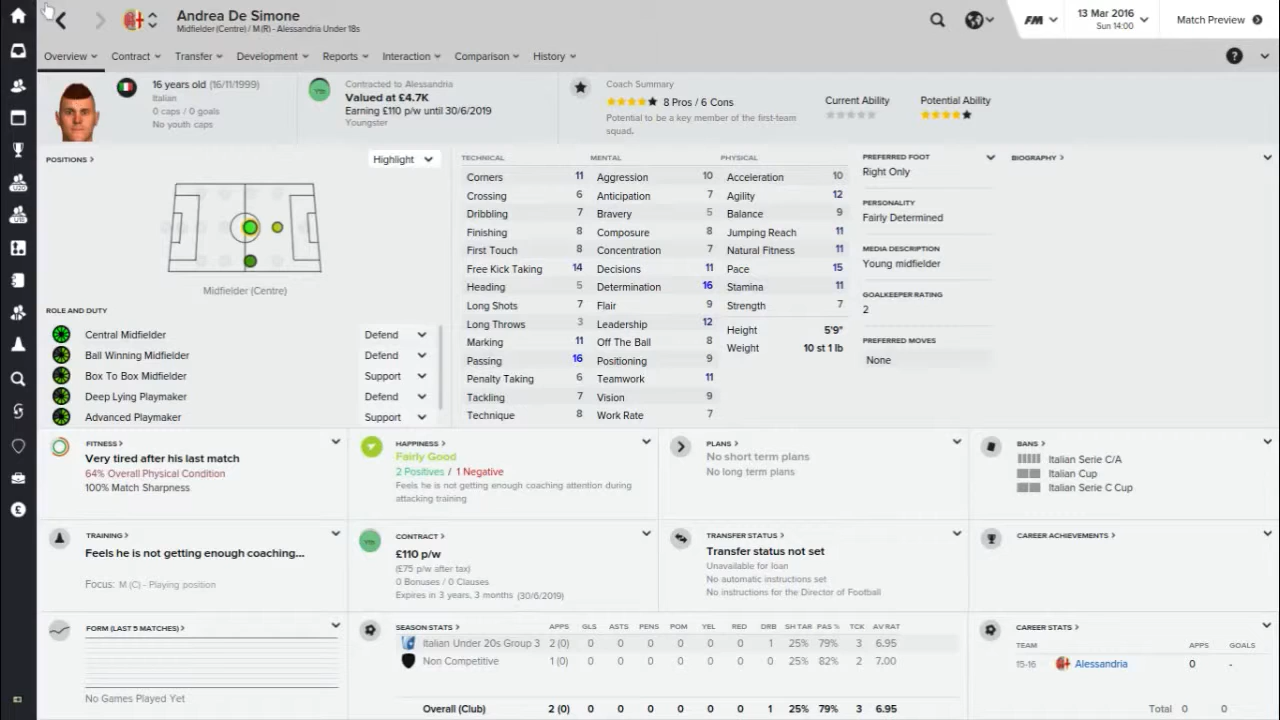 Andrea De Simone
Midfielder (Centre) / M (R) - Alessandria Under 18s
FM
13 Mar 2016
Sun 14:00
Match Preview
Overview
Contract
Transfer
Development
Reports
Interaction
Comparison
History
?
16 years old (16/11/1999)
Italian
0 caps / 0 goals
No youth caps
Contracted to Alessandria
Valued at £4.7K
Earning £110 p/w until 30/6/2019
Youngster
Coach Summary
8 Pros / 6 Cons
Potential to be a key member of the first-team
squad.
Current Ability
Potential Ability
POSITIONS
Highlight
Midfielder (Centre)
ROLE AND DUTY
Central Midfielder Defend
Ball Winning Midfielder Defend
Box To Box Midfielder Support
Deep Lying Playmaker Defend
Advanced Playmaker Support
TECHNICAL
Corners 11
Crossing 6
Dribbling 7
Finishing 8
First Touch 8
Free Kick Taking 14
Heading 5
Long Shots 7
Long Throws 3
Marking 11
Passing 16
Penalty Taking 6
Tackling 7
Technique 8
MENTAL
Aggression 10
Anticipation 7
Bravery 5
Composure 8
Concentration 7
Decisions 11
Determination 16
Flair 9
Leadership 12
Off The Ball 8
Positioning 9
Teamwork 11
Vision 9
Work Rate 7
PHYSICAL
Acceleration 10
Agility 12
Balance 9
Jumping Reach 11
Natural Fitness 11
Pace 15
Stamina 11
Strength 7
Height 5'9"
Weight 10 st 1 lb
PREFERRED FOOT
Right Only
PERSONALITY
Fairly Determined
MEDIA DESCRIPTION
Young midfielder
GOALKEEPER RATING
2
PREFERRED MOVES
None
BIOGRAPHY
FITNESS
Very tired after his last match
64% Overall Physical Condition
100% Match Sharpness
HAPPINESS
Fairly Good
2 Positives / 1 Negative
Feels he is not getting enough coaching attention during
attacking training
PLANS
No short term plans
No long term plans
BANS
Italian Serie C/A
Italian Cup
Italian Serie C Cup
TRAINING
Feels he is not getting enough coaching...
Focus: M (C) - Playing position
CONTRACT
£110 p/w
(£75 p/w after tax)
0 Bonuses / 0 Clauses
Expires in 3 years, 3 months (30/6/2019)
TRANSFER STATUS
Transfer status not set
Unavailable for loan
No automatic instructions set
No instructions for the Director of Football
CAREER ACHIEVEMENTS
FORM (LAST 5 MATCHES)
No Games Played Yet
SEASON STATS APPS GLS ASTS PENS POM YEL RED DRB SH TAR PAS % TCK AV RAT
Italian Under 20s Group 3 2 (0) 0 0 0 0 0 0 1 25% 79% 3 6.95
Non Competitive 1 (0) 0 0 0 0 0 0 0 25% 82% 2 7.00
Overall (Club) 2 (0) 0 0 0 0 0 0 1 25% 79% 3 6.95
CAREER STATS
TEAM APPS GOALS
15-16 Alessandria 0 -
Total 0 0